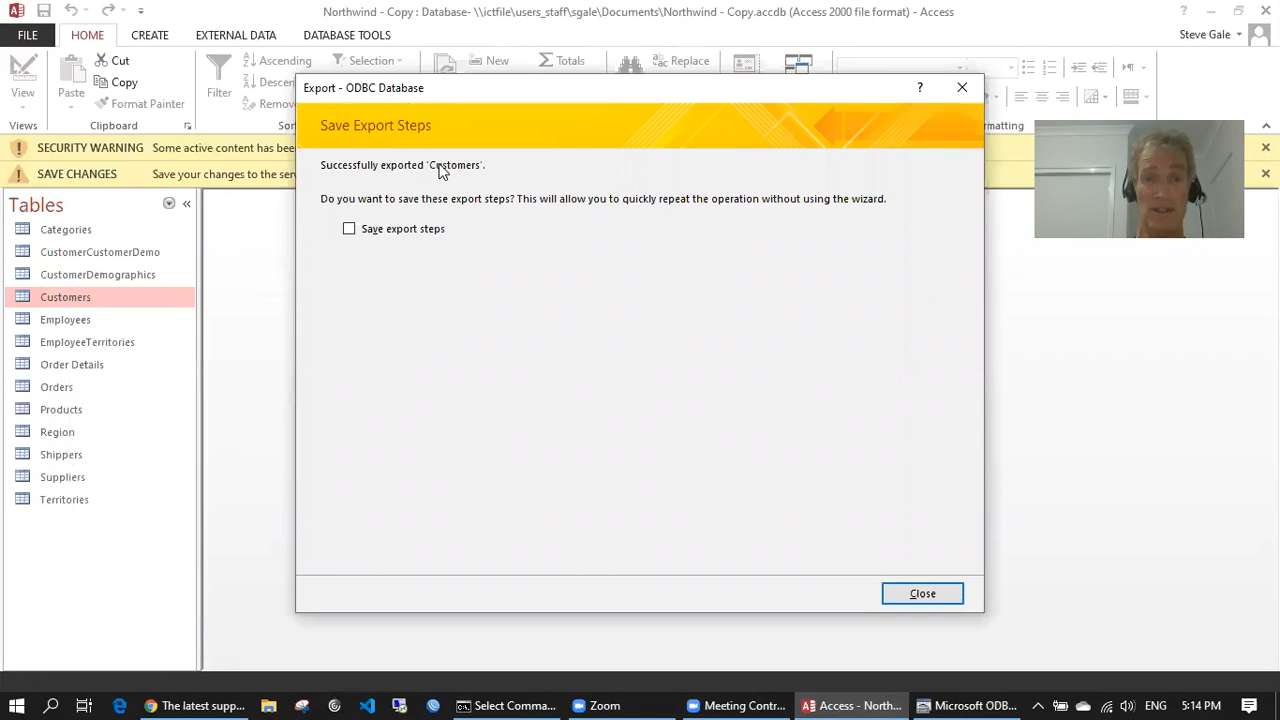 Northwind - Copy : Database- \\ictfile\users_staff\sgale\Documents\Northwind - Copy.accdb (Access 2000 file format) - Access
?
FILE HOME CREATE EXTERNAL DATA DATABASE TOOLS Steve Gale
Cut
Copy
Format Painter
View
Paste
Filter
Ascending
Selection
New
Totals
Replace
Views
Clipboard
SECURITY WARNING Some active content has
SAVE CHANGES Save your changes to the
Export - ODBC Database
?
Save Export Steps
Successfully exported 'Customers'.
Do you want to save these export steps? This will allow you to quickly repeat the operation without using the wizard.
Save export steps
Close
Tables
Categories
CustomerCustomerDemo
CustomerDemographics
Customers
Employees
EmployeeTerritories
Order Details
Orders
Products
Region
Shippers
Suppliers
Territories
The latest supp...
Select Comma...
Zoom
Meeting Contr...
Access - North...
Microsoft ODB...
ENG 5:14 PM